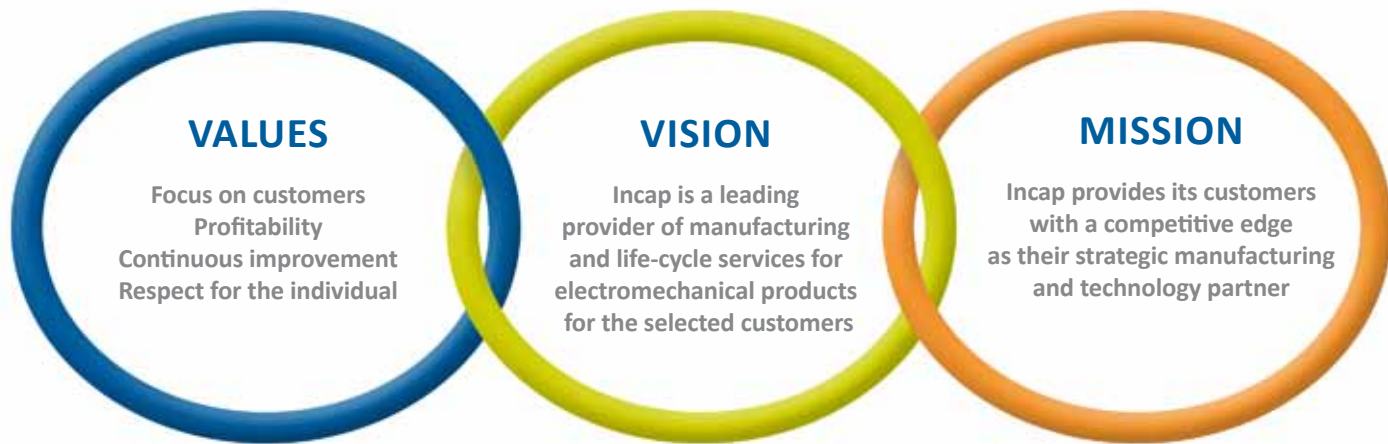 VALUES
Focus on customers
Profitability
Continuous improvement
Respect for the individual
VISION
Incap is a leading
provider of manufacturing
and life-cycle services for
electromechanical products
for the selected customers
MISSION
Incap provides its customers
with a competitive edge
as their strategic manufacturing
and technology partner